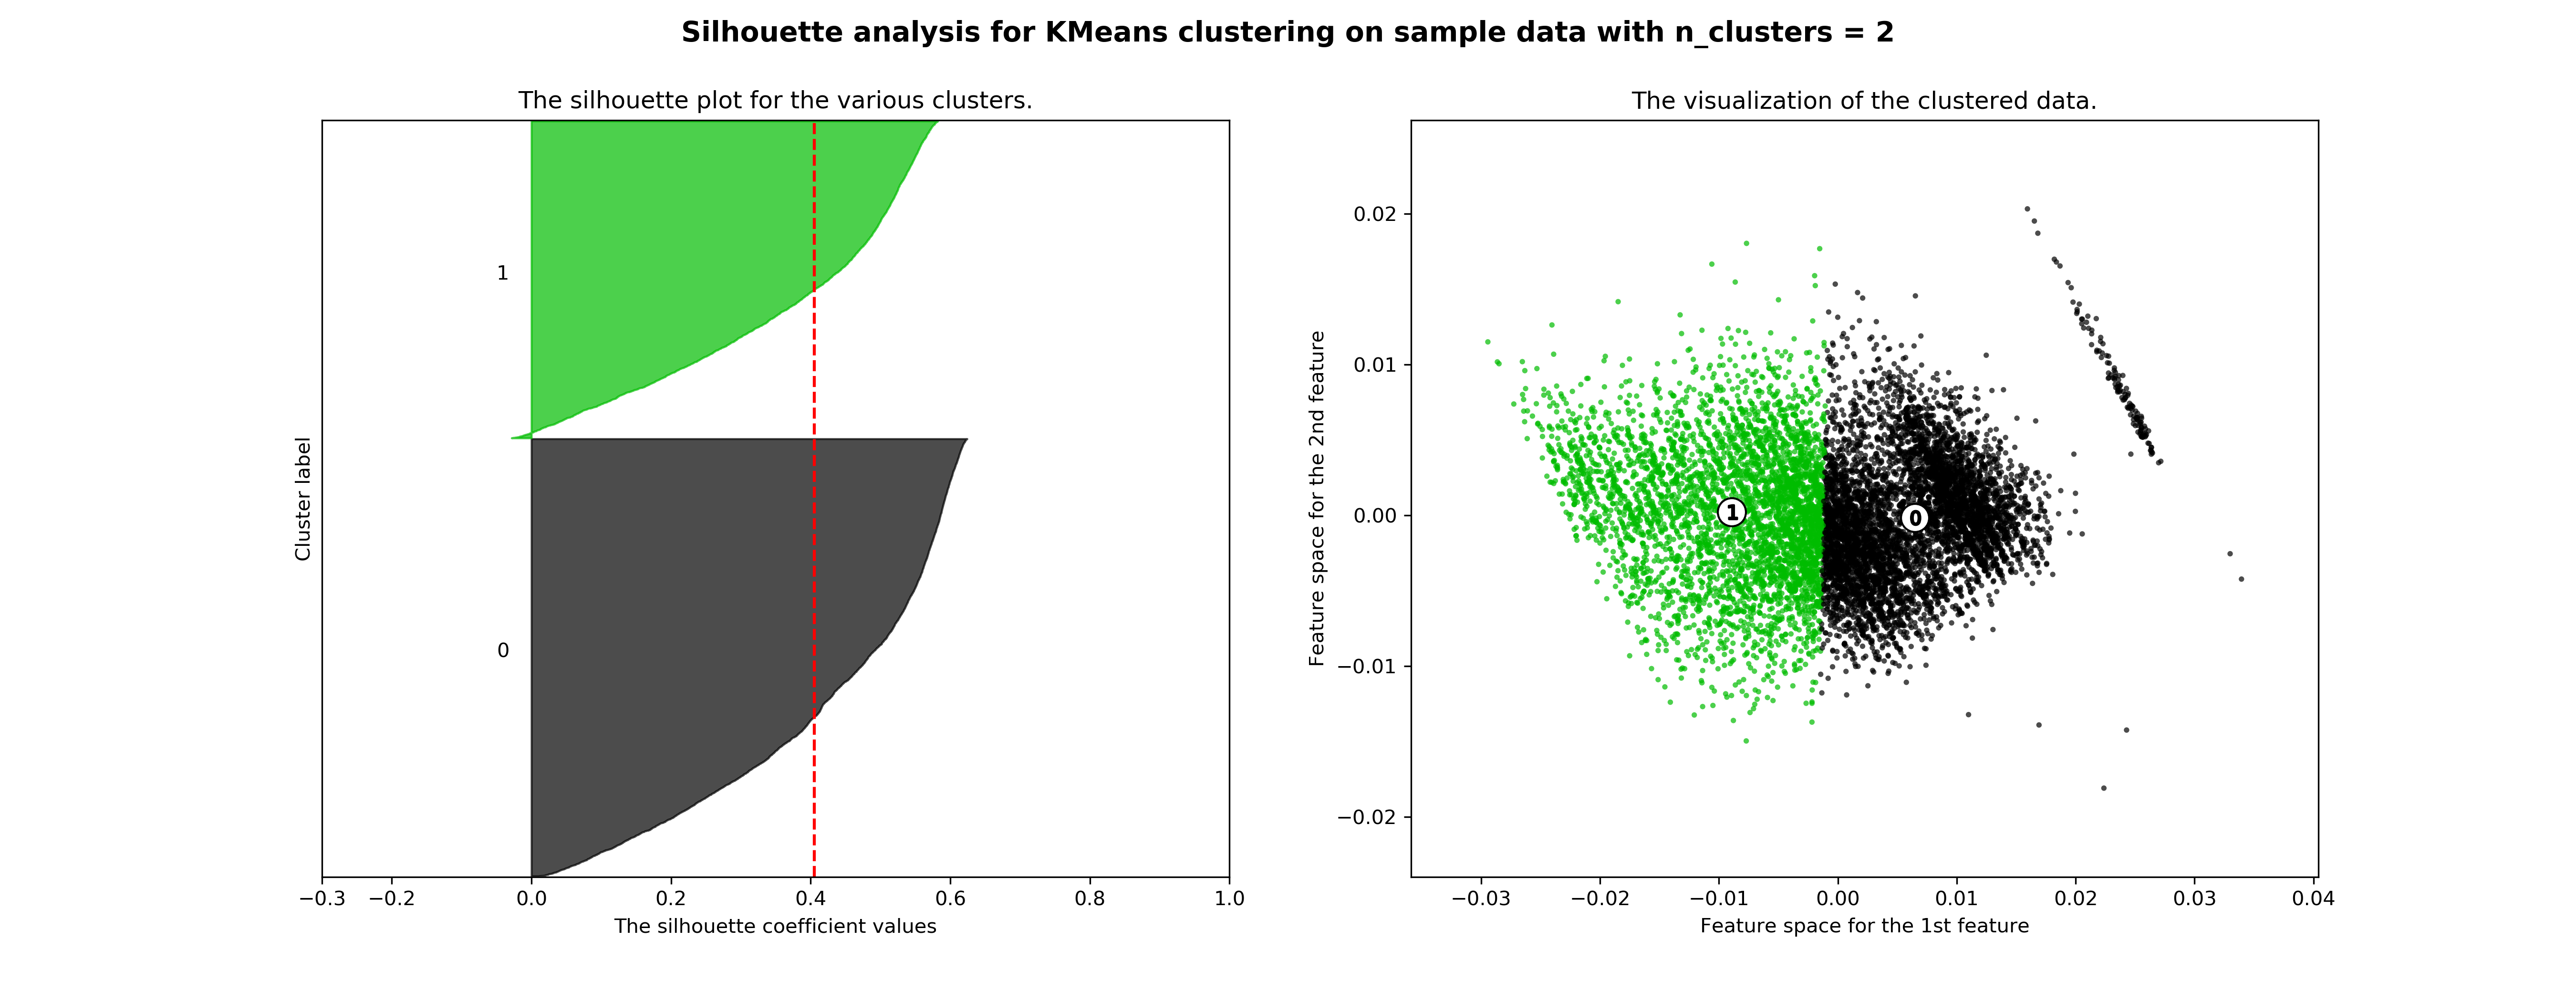 Silhouette analysis for KMeans clustering on sample data with n_clusters = 2
The silhouette plot for the various clusters.
1
0
Cluster label
−0.3 −0.2 0.0 0.2 0.4 0.6 0.8 1.0
The silhouette coefficient values
The visualization of the clustered data.
0.02
0.01
0.00
−0.01
−0.02
Feature space for the 2nd feature
1
0
−0.03 −0.02 −0.01 0.00 0.01 0.02 0.03 0.04
Feature space for the 1st feature